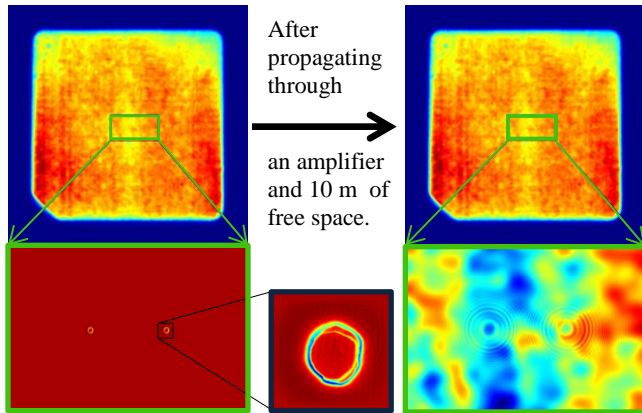 After
propagating
through
an amplifier
and 10 m of
free space.